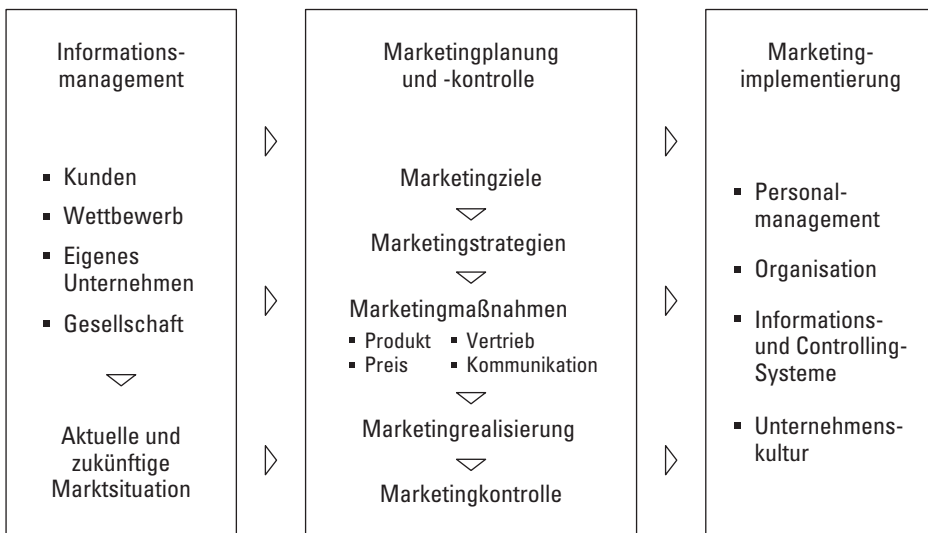 Informations-
management
■ Kunden
■ Wettbewerb
■ Eigenes
Unternehmen
■ Gesellschaft
Aktuelle und
zukünftige
Marktsituation
Marketingplanung
und -kontrolle
Marketingziele
Marketingstrategien
Marketingmaßnahmen
■ Produkt ■ Vertrieb
■ Preis ■ Kommunikation
Marketingrealisierung
Marketingkontrolle
Marketing-
implementierung
■ Personal-
management
■ Organisation
■ Informations-
und Controlling-
Systeme
■ Unternehmens-
kultur